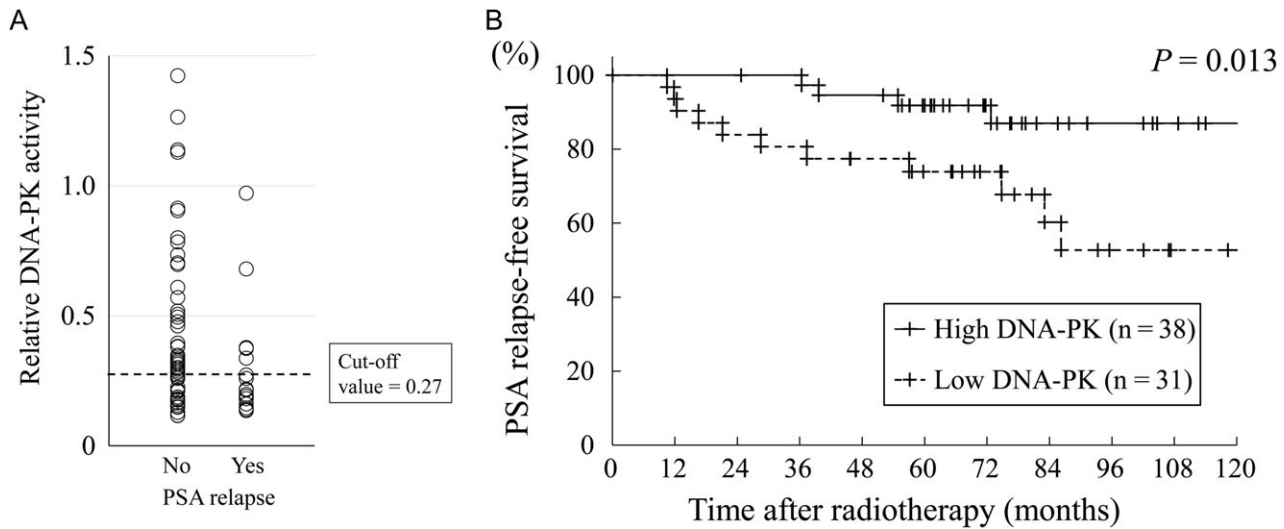 A
1.5
1.0
0.5
0
Relative DNA-PK activity
No Yes
PSA relapse
Cut-off
value = 0.27
B
(%)
P = 0.013
100
80
60
40
20
0
PSA relapse-free survival
High DNA-PK (n = 38)
Low DNA-PK (n = 31)
0 12 24 36 48 60 72 84 96 108 120
Time after radiotherapy (months)